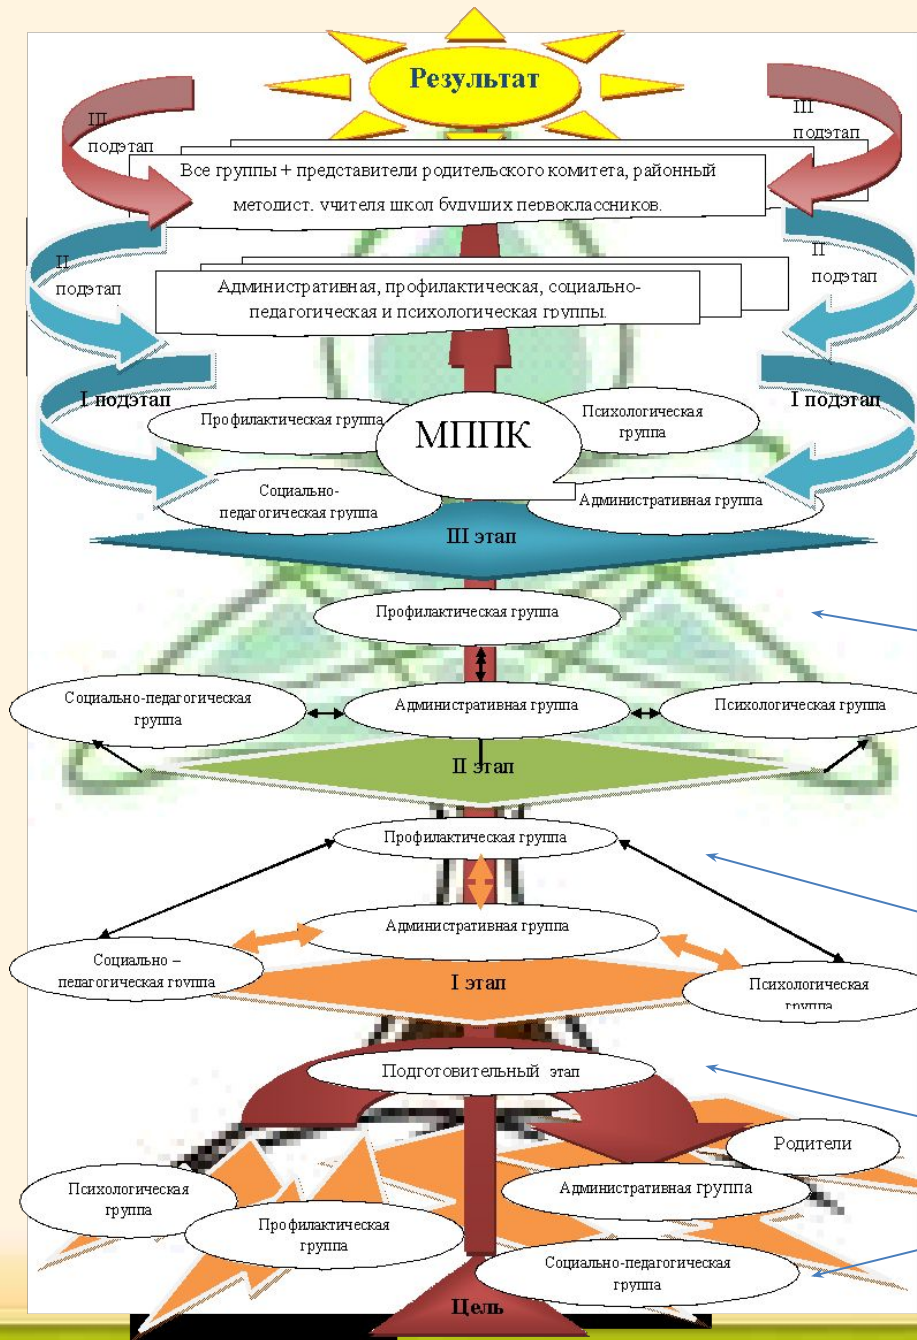 Результат
III
подэтап
III
подэтап
Все группы + представители родительского комитета, районный
методист, учителя школ будущих первоклассников.
II
подэтап
II
подэтап
Административная, профилактическая, социально-
педагогическая и психологическая группы.
I подэтап
I подэтап
Профилактическая группа
Психологическая
группа
МППК
Социально-
педагогическая группа
Административная группа
III этап
Профилактическая группа
Социально-педагогическая
группа
Административная группа
Психологическая группа
II этап
Профилактическая группа
Административная группа
Социально –
педагогическая группа
I этап
Психологическая
группа
Подготовительный этап
Родители
Психологическая
группа
Административная группа
Профилактическая
группа
Социально-педагогическая
группа
Цель